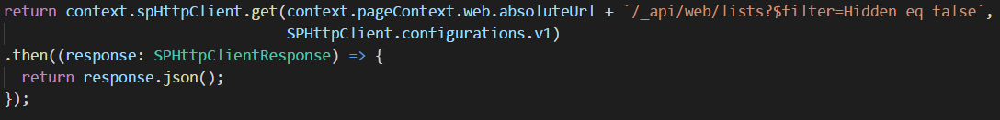 return context.spHttpClient.get(context.pageContext.web.absoluteUrl + `/_api/web/lists?$filter=Hidden eq false`,
SPHttpClient.configurations.v1)
.then((response: SPHttpClientResponse) => {
return response.json();
});